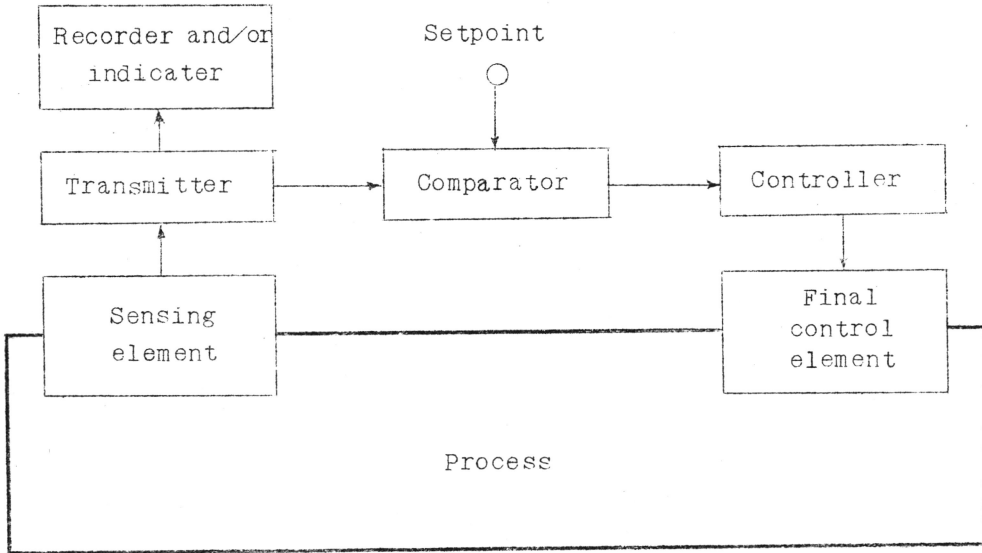 Recorder and/or
indicater
Setpoint
Transmitter
Comparator
Controller
Sensing
element
Final
control
element
Process